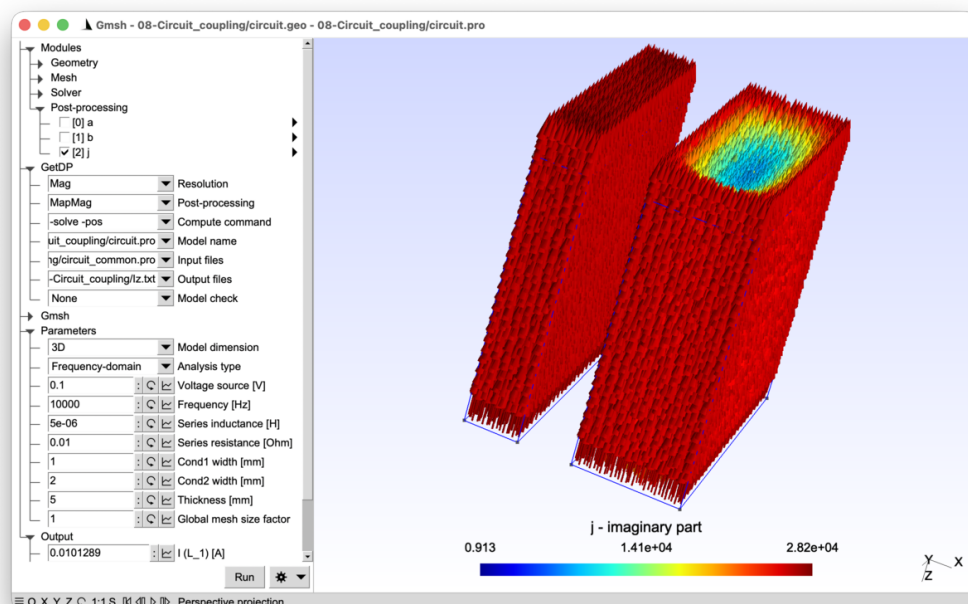 Gmsh - 08-Circuit_coupling/circuit.geo - 08-Circuit_coupling/circuit.pro
Modules
Geometry
Mesh
Solver
Post-processing
[0] a
[1] b
[2] j
GetDP
Mag Resolution
MapMag Post-processing
-solve -pos Compute command
uit_coupling/circuit.pro Model name
ng/circuit_common.pro Input files
-Circuit_coupling/Iz.txt Output files
None Model check
Gmsh
Parameters
3D Model dimension
Frequency-domain Analysis type
0.1 : Voltage source [V]
10000 : Frequency [Hz]
5e-06 : Series inductance [H]
0.01 : Series resistance [Ohm]
1 : Cond1 width [mm]
2 : Cond2 width [mm]
5 : Thickness [mm]
1 : Global mesh size factor
Output
0.0101289 : I (L_1) [A]
Run
j - imaginary part
0.913 1.41e+04 2.82e+04
Y X
Z
O X Y Z 1:1 S Perspective projection